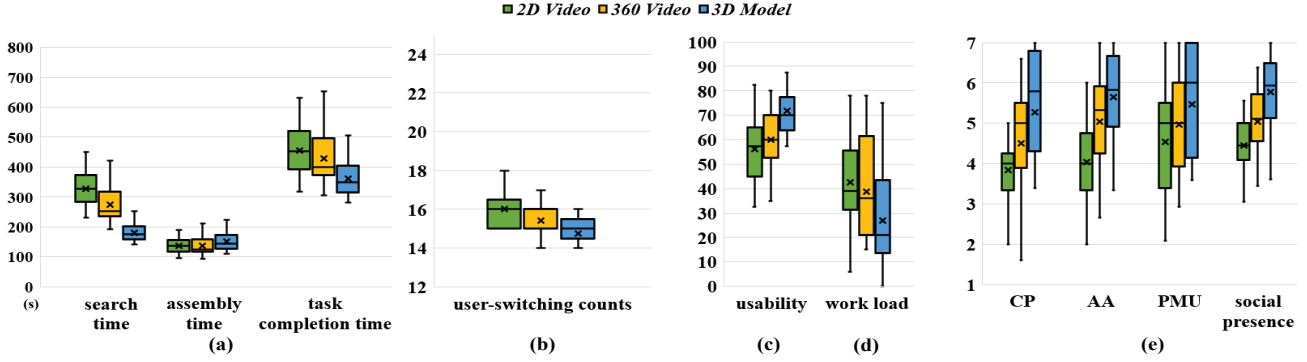 2D Video 360 Video 3D Model
800
700
600
500
400
300
200
100
0
(s)
search
time
assembly
time
task
completion time
(a)
24
22
20
18
16
14
12
user-switching counts
(b)
100
90
80
70
60
50
40
30
20
10
0
usability
work load
(c)
(d)
7
6
5
4
3
2
1
CP
AA
PMU
social
presence
(e)